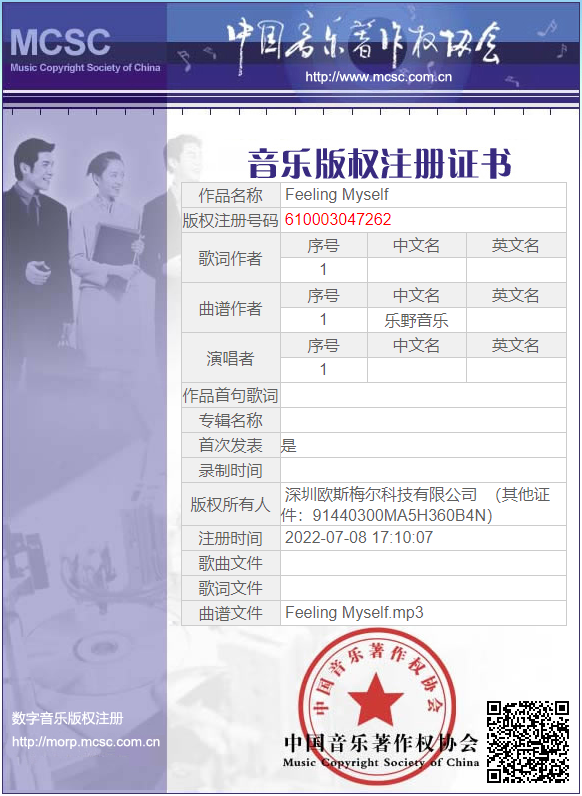 MCSC
Music Copyright Society of China
中国音乐著作权协会
http://www.mcsc.com.cn
音乐版权注册证书
作品名称 Feeling Myself
版权注册号码 610003047262
歌词作者 序号 中文名 英文名
1
曲谱作者 序号 中文名 英文名
1 乐野音乐
演唱者 序号 中文名 英文名
1
作品首句歌词
专辑名称
首次发表 是
录制时间
版权所有人 深圳欧斯梅尔科技有限公司 （其他证
件：91440300MA5H360B4N）
注册时间 2022-07-08 17:10:07
歌曲文件
歌词文件
曲谱文件 Feeling Myself.mp3
中国音乐著作权协会
数字音乐版权注册
http://morp.mcsc.com.cn
中国音乐著作权协会
Music Copyright Society of China